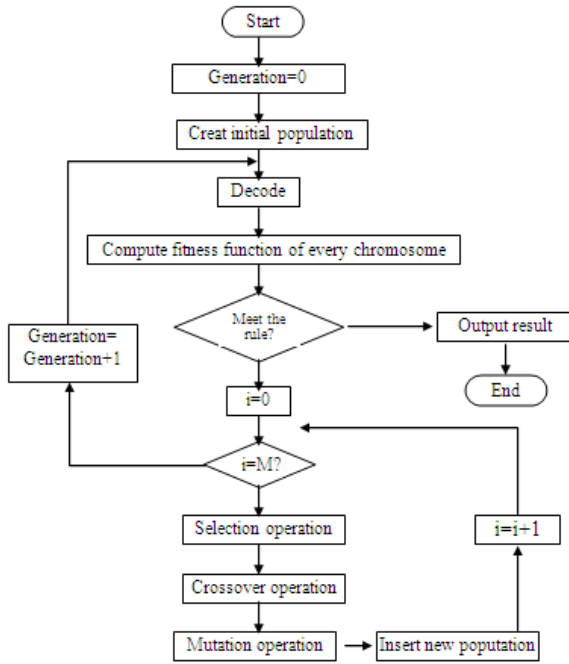 Start
Generation=0
Creat initial population
Decode
Compute fitness function of every chromosome
Meet the
rule?
Output result
Generation=
Generation+1
End
i=0
i=M?
Selection operation
i=i+1
Crossover operation
Mutation operation
Insert new poputation